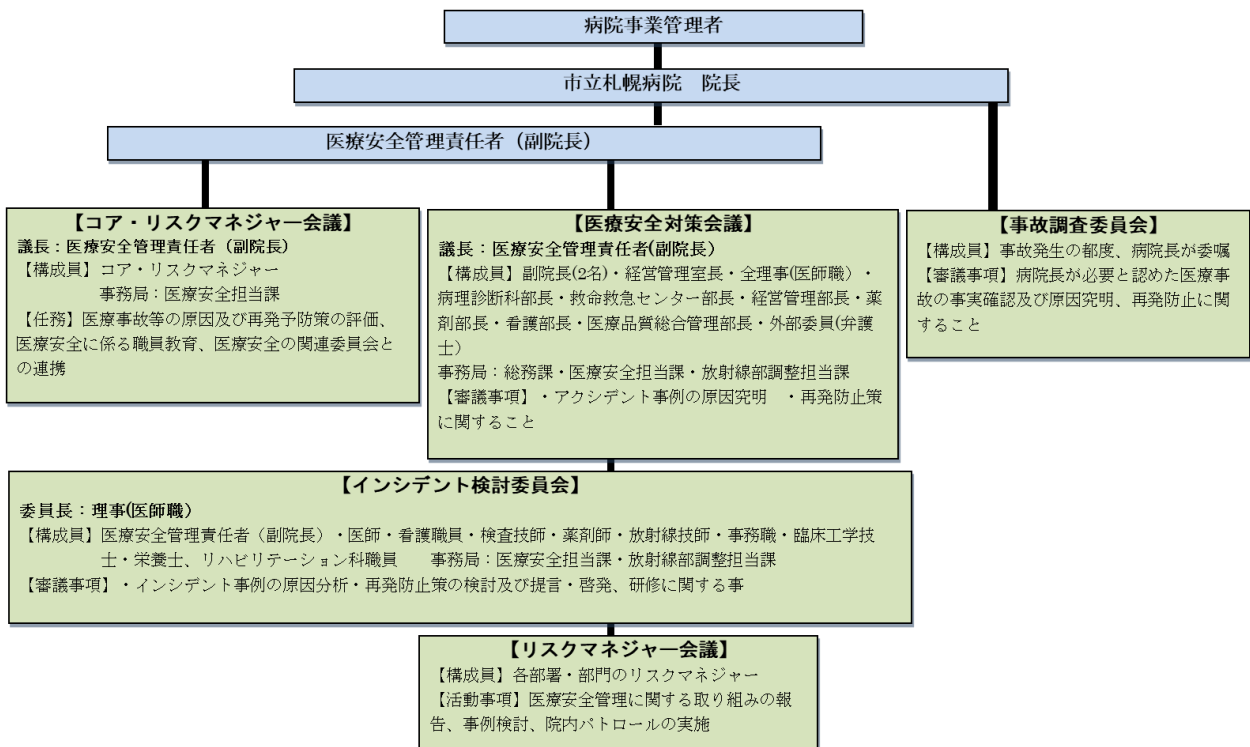 病院事業管理者
市立札幌病院　院長
医療安全管理責任者（副院長）
【コア・リスクマネジャー会議】
議長：医療安全管理責任者（副院長）
【構成員】コア・リスクマネジャー
事務局：医療安全担当課
【任務】医療事故等の原因及び再発予防策の評価、
医療安全に係る職員教育、医療安全の関連委員会と
の連携
【医療安全対策会議】
議長：医療安全管理責任者(副院長）
【構成員】副院長(2名)・経営管理室長・全理事(医師職）・
病理診断科部長・救命救急センター部長・経営管理部長・薬
剤部長・看護部長・医療品質総合管理部長・外部委員(弁護
士）
事務局：総務課・医療安全担当課・放射線部調整担当課
【審議事項】・アクシデント事例の原因究明　・再発防止策
に関すること
【事故調査委員会】
【構成員】事故発生の都度、病院長が委嘱
【審議事項】病院長が必要と認めた医療事
故の事実確認及び原因究明、再発防止に関
すること
【インシデント検討委員会】
委員長：理事(医師職）
【構成員】医療安全管理責任者（副院長）・医師・看護職員・検査技師・薬剤師・放射線技師・事務職・臨床工学技
士・栄養士、リハビリテーション科職員　　事務局：医療安全担当課・放射線部調整担当課
【審議事項】・インシデント事例の原因分析・再発防止策の検討及び提言・啓発、研修に関する事
【リスクマネジャー会議】
【構成員】各部署・部門のリスクマネジャー
【活動事項】医療安全管理に関する取り組みの報
告、事例検討、院内パトロールの実施